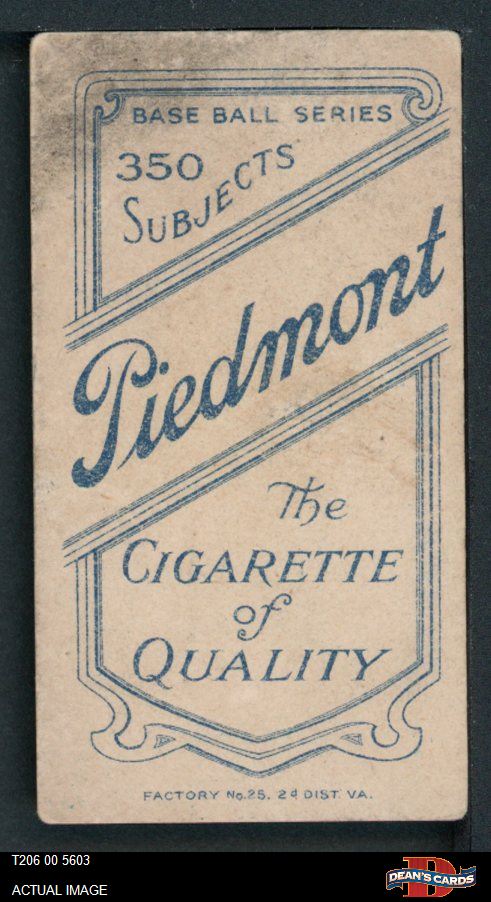 BASE BALL SERIES
350
SUBJECTS
Piedmont
The
CIGARETTE
of
QUALITY
FACTORY No.25. 2d DIST. VA.
T206 00 5603
ACTUAL IMAGE
D
DEAN'S CARDS